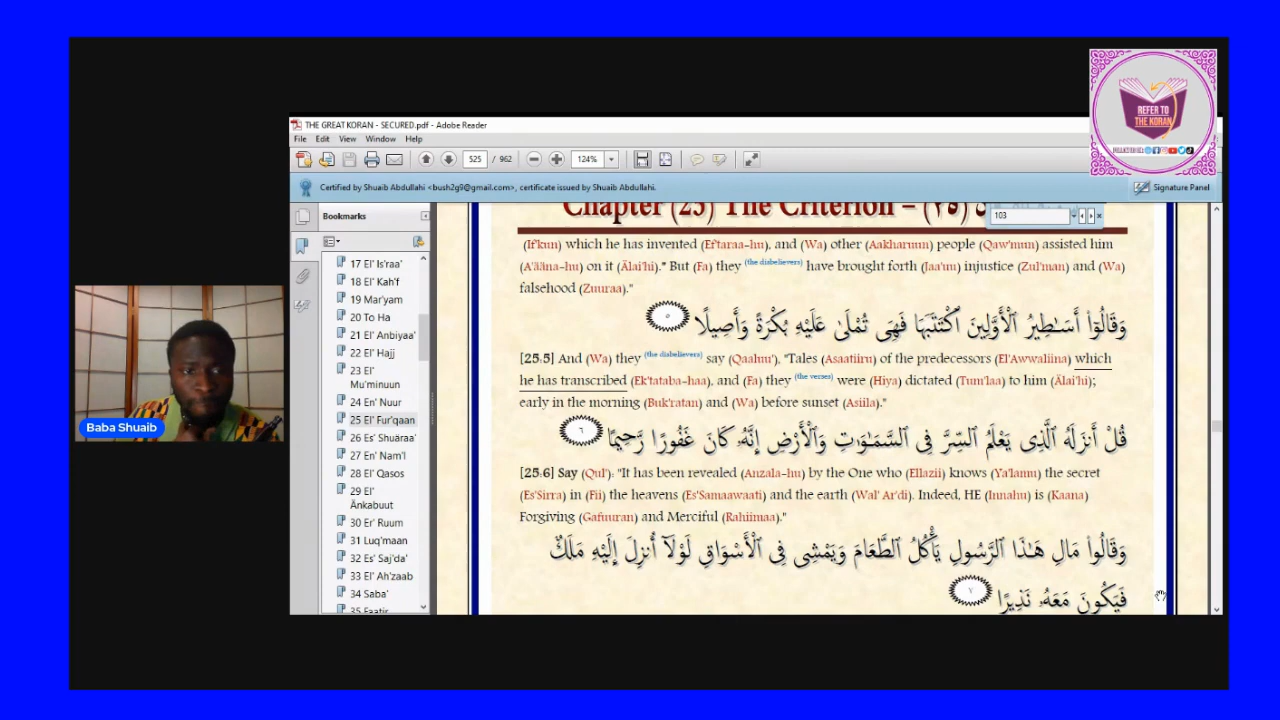 REFER TO
THE KORAN
THE GREAT KORAN - SECURED.pdf - Adobe Reader
File Edit View Window Help
525 / 962 124%
Certified by Shuaib Abdullahi <bush2g9@gmail.com>, certificate issued by Shuaib Abdullahi.
Signature Panel
Bookmarks
17 El' Is'raa'
18 El' Kah'f
19 Mar'yam
20 To Ha
21 El' Anbiyaa'
22 El' Hajj
23 El'
Mu'minuun
24 En' Nuur
25 El' Fur'qaan
26 Es' Shuäraa'
27 En' Nam'l
28 El' Qasos
29 El'
Änkabuut
30 Er' Ruum
31 Luq'maan
32 Es' Saj'da'
33 El' Ah'zaab
34 Saba'
35 Faatir
Chapter (25) The Criterion – (٢٥)
103
(If'kun) which he has invented (Ef'taraa-hu), and (Wa) other (Aakharuun) people (Qaw'mun) assisted him
(A'ääna-hu) on it (Älai'hi)." But (Fa) they (the disbelievers) have brought forth (Jaa'uu) injustice (Zul'man) and (Wa)
falsehood (Zuuraa)."
وَقَالُوٓا۟ أَسَـٰطِيرُ ٱلْأَوَّلِينَ ٱكْتَتَبَهَا فَهِىَ تُمْلَىٰ عَلَيْهِ بُكْرَةً وَأَصِيلًا ٥
[25:5] And (Wa) they (the disbelievers) say (Qaaluu'), "Tales (Asaatiiru) of the predecessors (El'Awwaliina) which
he has transcribed (Ek'tataba-haa), and (Fa) they (the verses) were (Hiya) dictated (Tum'laa) to him (Älai'hi);
early in the morning (Buk'ratan) and (Wa) before sunset (Asiila)."
قُلْ أَنزَلَهُ ٱلَّذِى يَعْلَمُ ٱلسِّرَّ فِى ٱلسَّمَـٰوَٰتِ وَٱلْأَرْضِ إِنَّهُۥ كَانَ غَفُورًا رَّحِيمًا ٦
[25:6] Say (Qul'): "It has been revealed (Anzala-hu) by the One who (Ellazii) knows (Ya'lamu) the secret
(Es'Sirra) in (Fii) the heavens (Es'Samaawaati) and the earth (Wal' Ar'di). Indeed, HE (Innahu) is (Kaana)
Forgiving (Gafuuran) and Merciful (Rahiimaa)."
وَقَالُوا۟ مَالِ هَـٰذَا ٱلرَّسُولِ يَأْكُلُ ٱلطَّعَامَ وَيَمْشِى فِى ٱلْأَسْوَاقِ لَوْلَآ أُنزِلَ إِلَيْهِ مَلَكٌ
فَيَكُونَ مَعَهُۥ نَذِيرًا ٧
Baba Shuaib